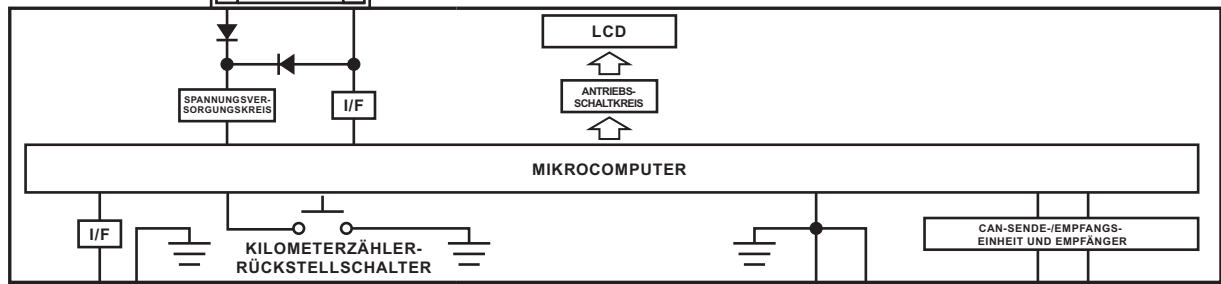 LCD
SPANNUNGSVER-
SORGUNGSKREIS
I/F
ANTRIEBS-
SCHALTKREIS
MIKROCOMPUTER
I/F
KILOMETERZÄHLER-
RÜCKSTELLSCHALTER
CAN-SENDE-/EMPFANGS-
EINHEIT UND EMPFÄNGER